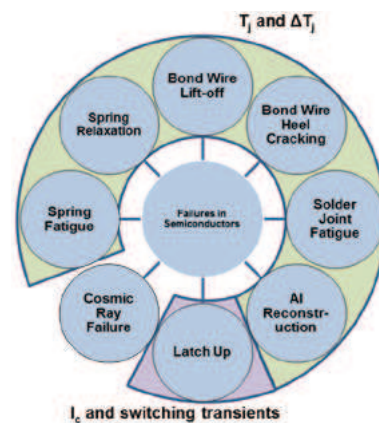 Tj and ΔTj
Bond Wire
Lift-off
Spring
Relaxation
Bond Wire
Heel
Cracking
Spring
Fatigue
Failures in
Semiconductors
Solder
Joint
Fatigue
Cosmic
Ray
Failure
Al
Reconstr-
uction
Latch Up
Ic and switching transients